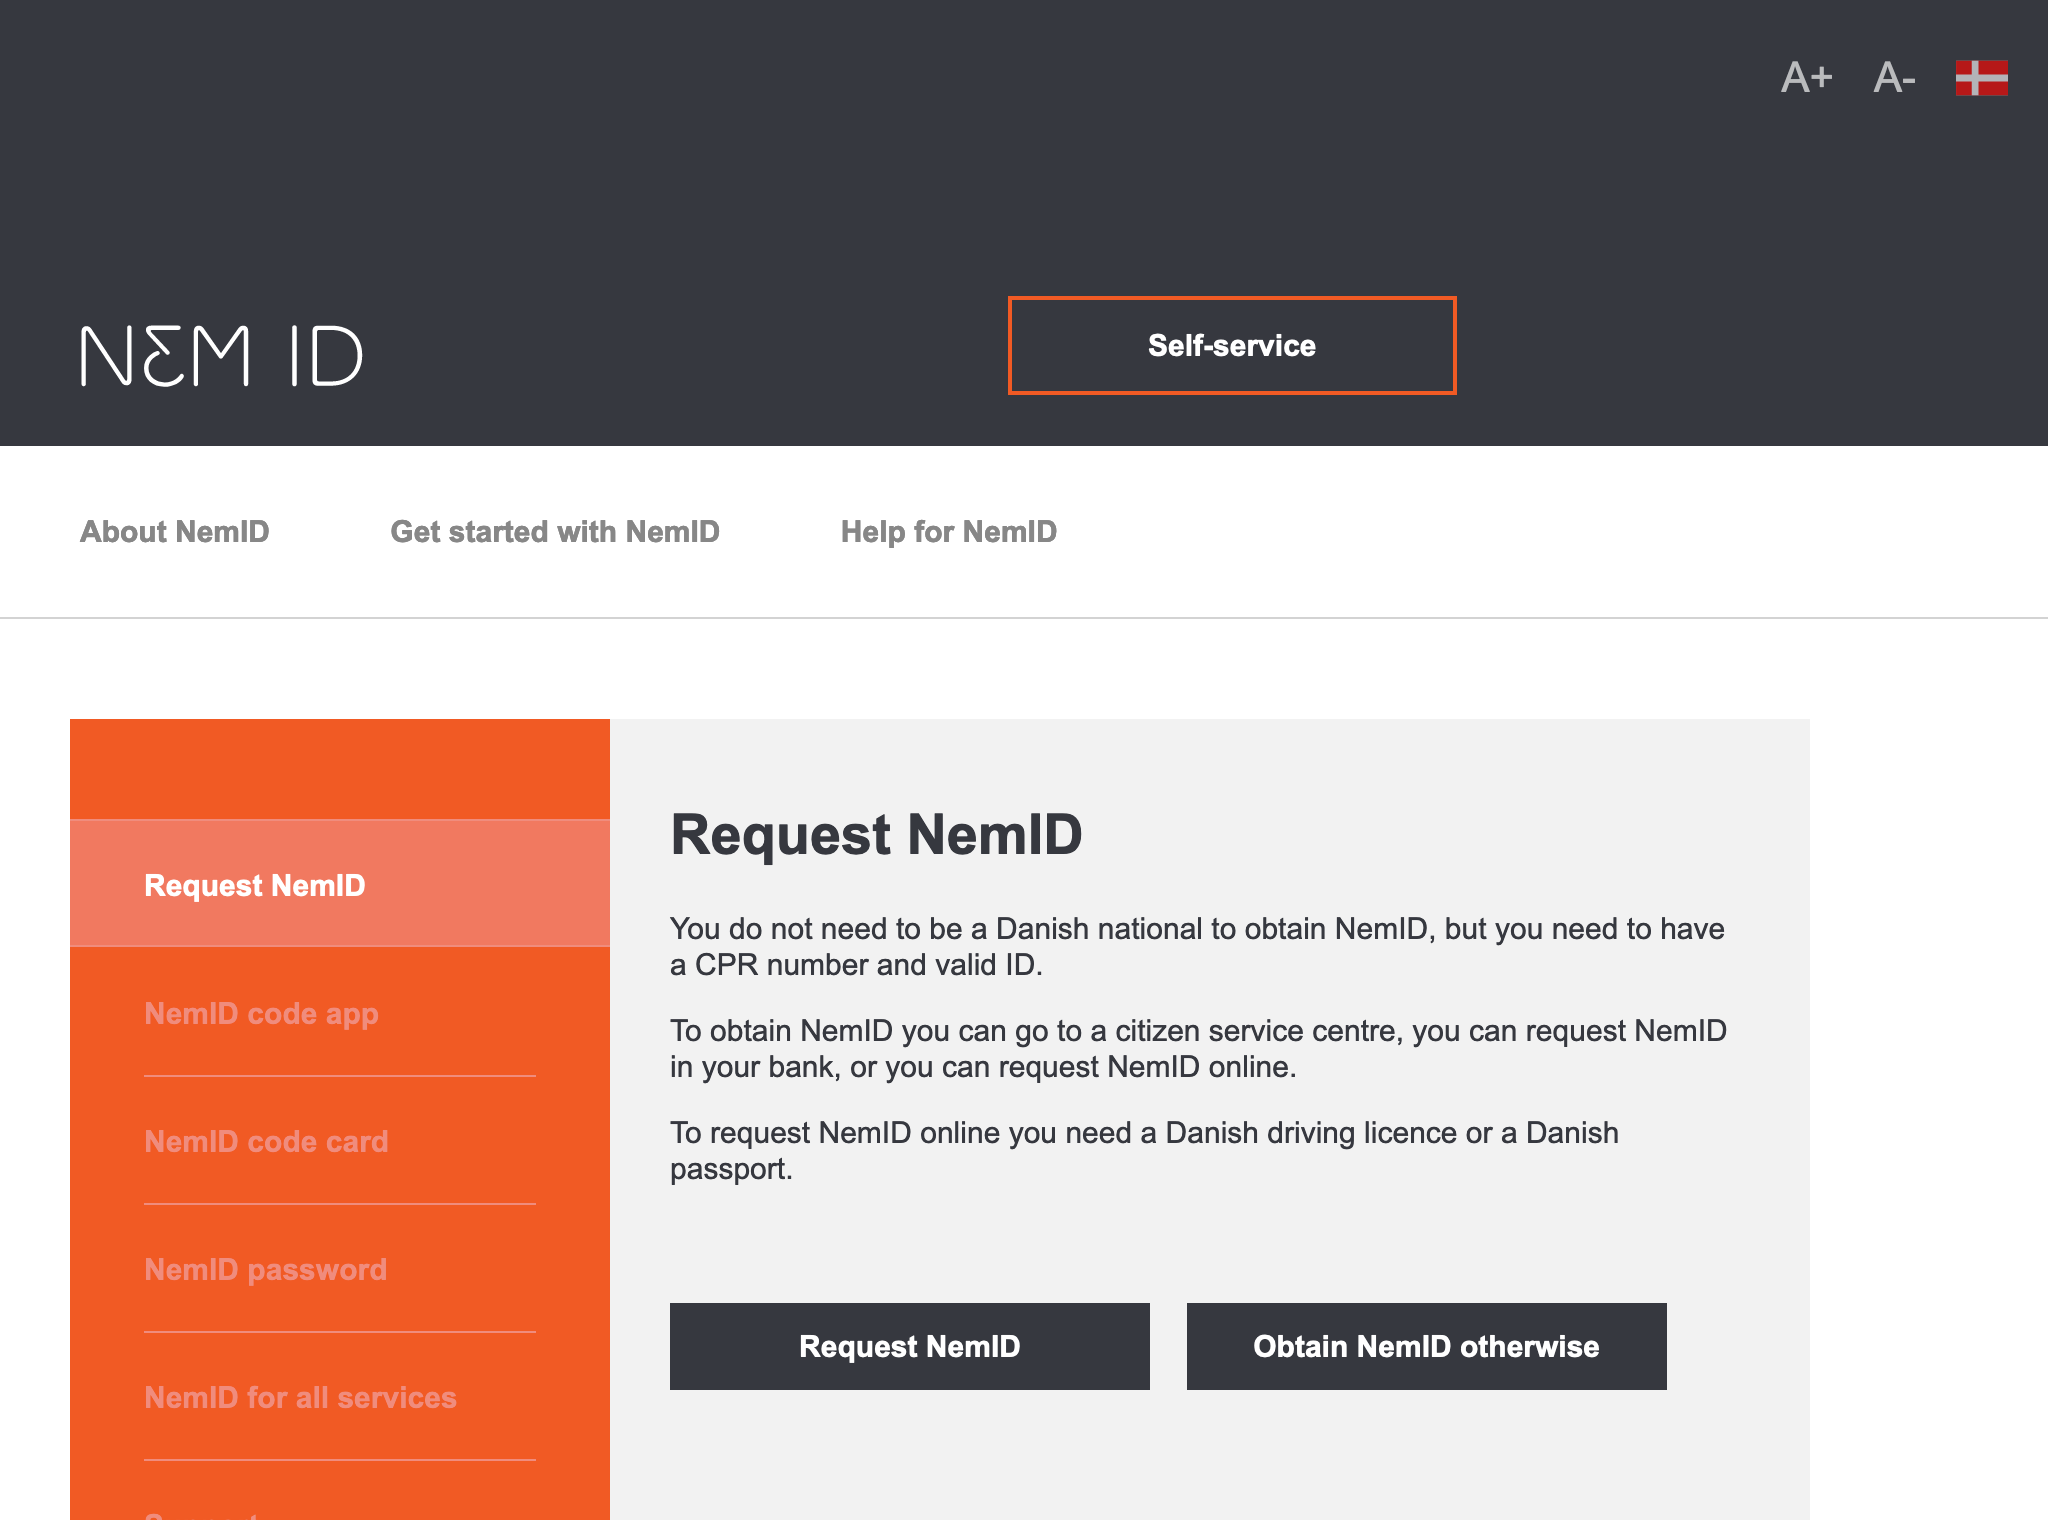 A+ A-
NEM ID
Self-service
About NemID Get started with NemID Help for NemID
Request NemID
NemID code app
NemID code card
NemID password
NemID for all services
Request NemID
You do not need to be a Danish national to obtain NemID, but you need to have
a CPR number and valid ID.
To obtain NemID you can go to a citizen service centre, you can request NemID
in your bank, or you can request NemID online.
To request NemID online you need a Danish driving licence or a Danish
passport.
Request NemID Obtain NemID otherwise